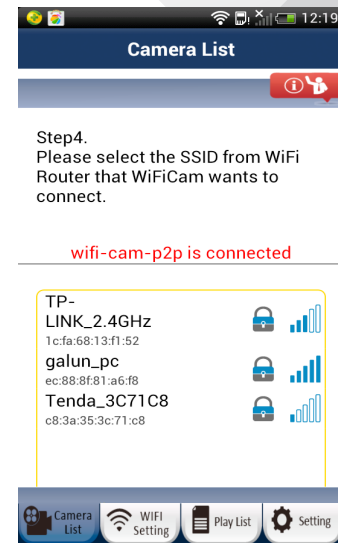 12:19
Camera List
Step4.
Please select the SSID from WiFi
Router that WiFiCam wants to
connect.
wifi-cam-p2p is connected
TP-
LINK_2.4GHz
1c:fa:68:13:f1:52
galun_pc
ec:88:8f:81:a6:f8
Tenda_3C71C8
c8:3a:35:3c:71:c8
Camera
List
WIFI
Setting
Play List
Setting